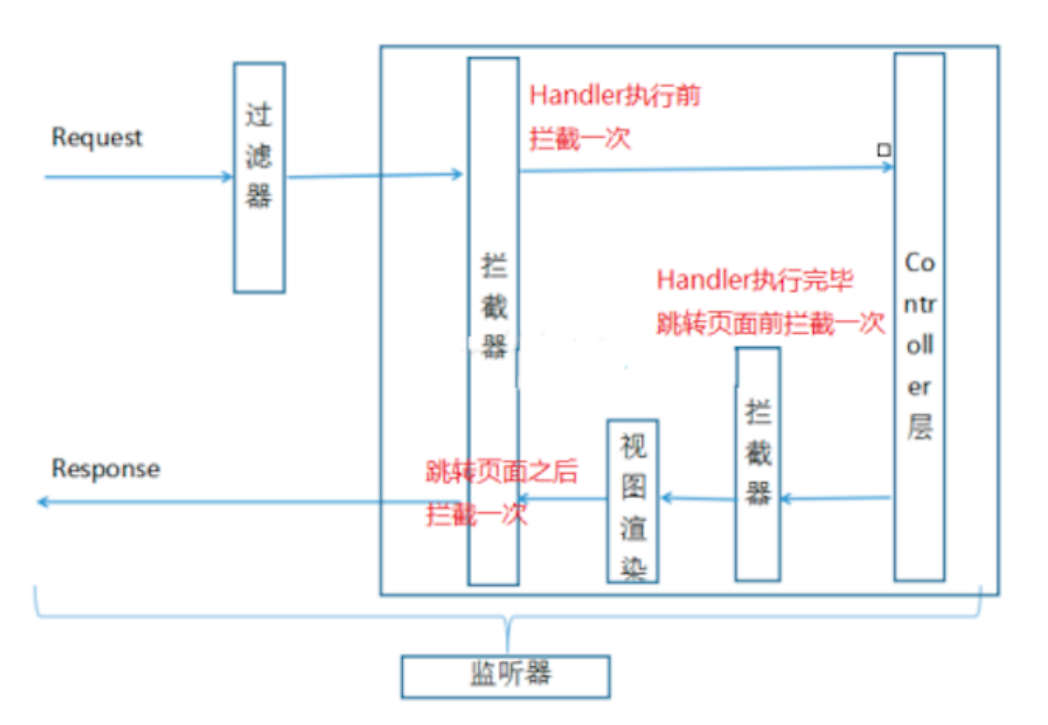 Request
过滤器
Handler执行前
拦截一次
拦截器
Controller层
Handler执行完毕
跳转页面前拦截一次
拦截器
视图渲染
Response
跳转页面之后
拦截一次
监听器